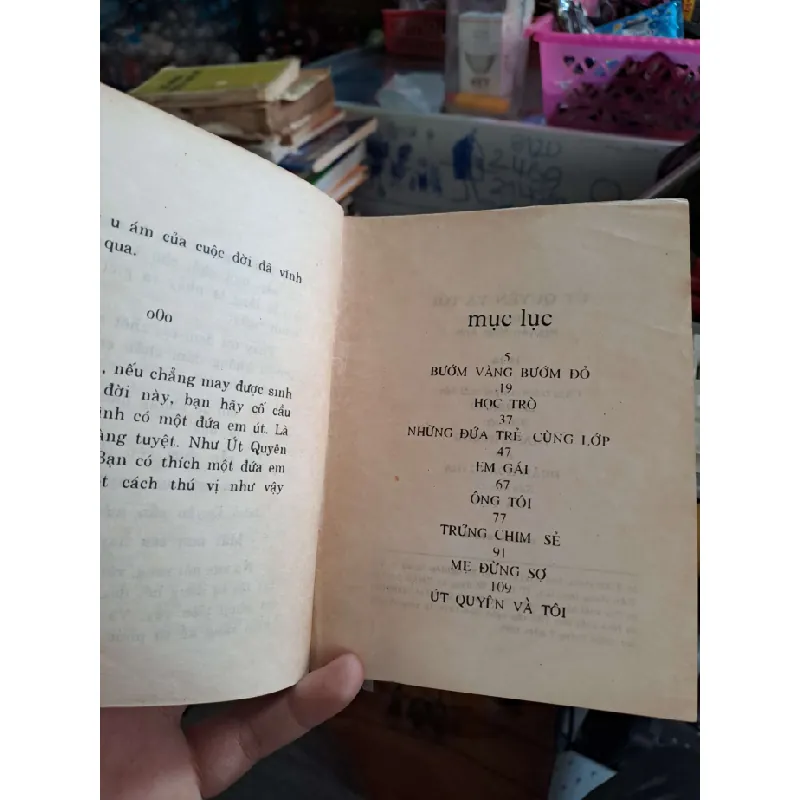 u ám của cuộc đời đã vĩnh
qua.
oOo
, nếu chẳng may được sinh
đời này, bạn hãy cố cầu
ình có một đứa em út. Là
àng tuyệt. Như Út Quyên
Bạn có thích một đứa em
t cách thú vị như vậy
mục lục
5
BƯỚM VÀNG BƯỚM ĐỎ
19
HỌC TRÒ
37
NHỮNG ĐỨA TRẺ CÙNG LỚP
47
EM GÁI
67
ÔNG TÔI
77
TRỨNG CHIM SẺ
91
MẸ ĐỪNG SỢ
109
ÚT QUYÊN VÀ TÔI